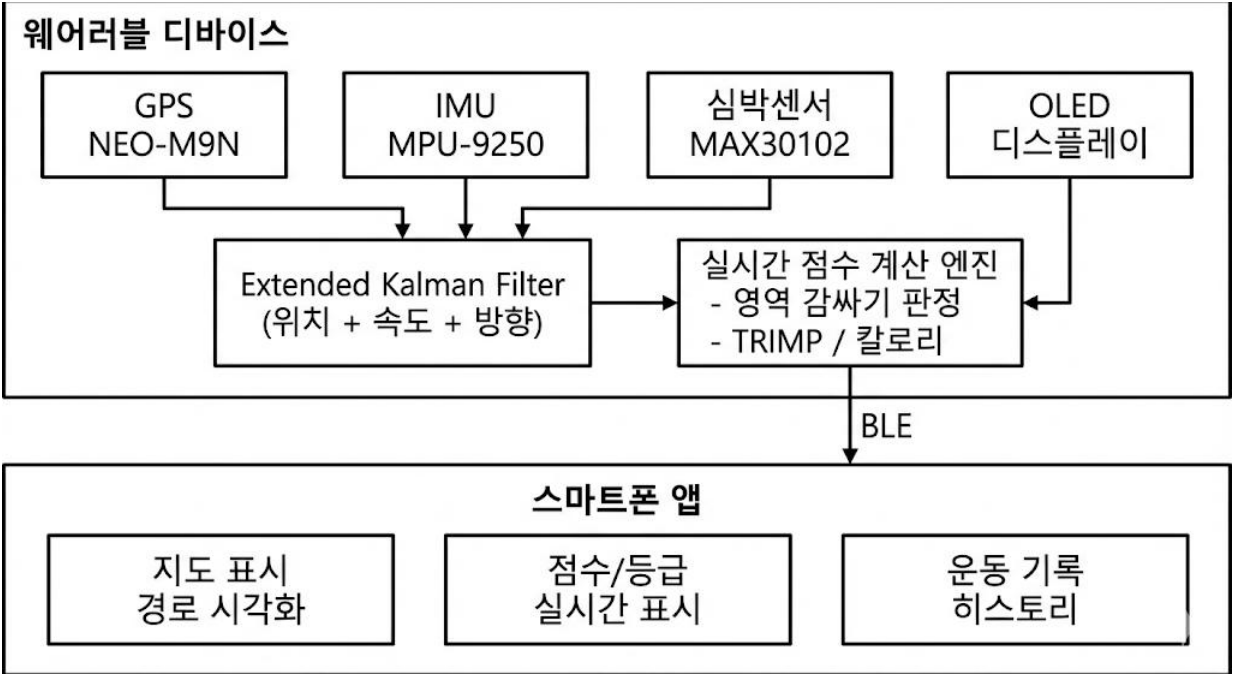 웨어러블 디바이스
GPS
NEO-M9N
IMU
MPU-9250
심박센서
MAX30102
OLED
디스플레이
Extended Kalman Filter
(위치 + 속도 + 방향)
실시간 점수 계산 엔진
- 영역 감싸기 판정
- TRIMP / 칼로리
BLE
스마트폰 앱
지도 표시
경로 시각화
점수/등급
실시간 표시
운동 기록
히스토리